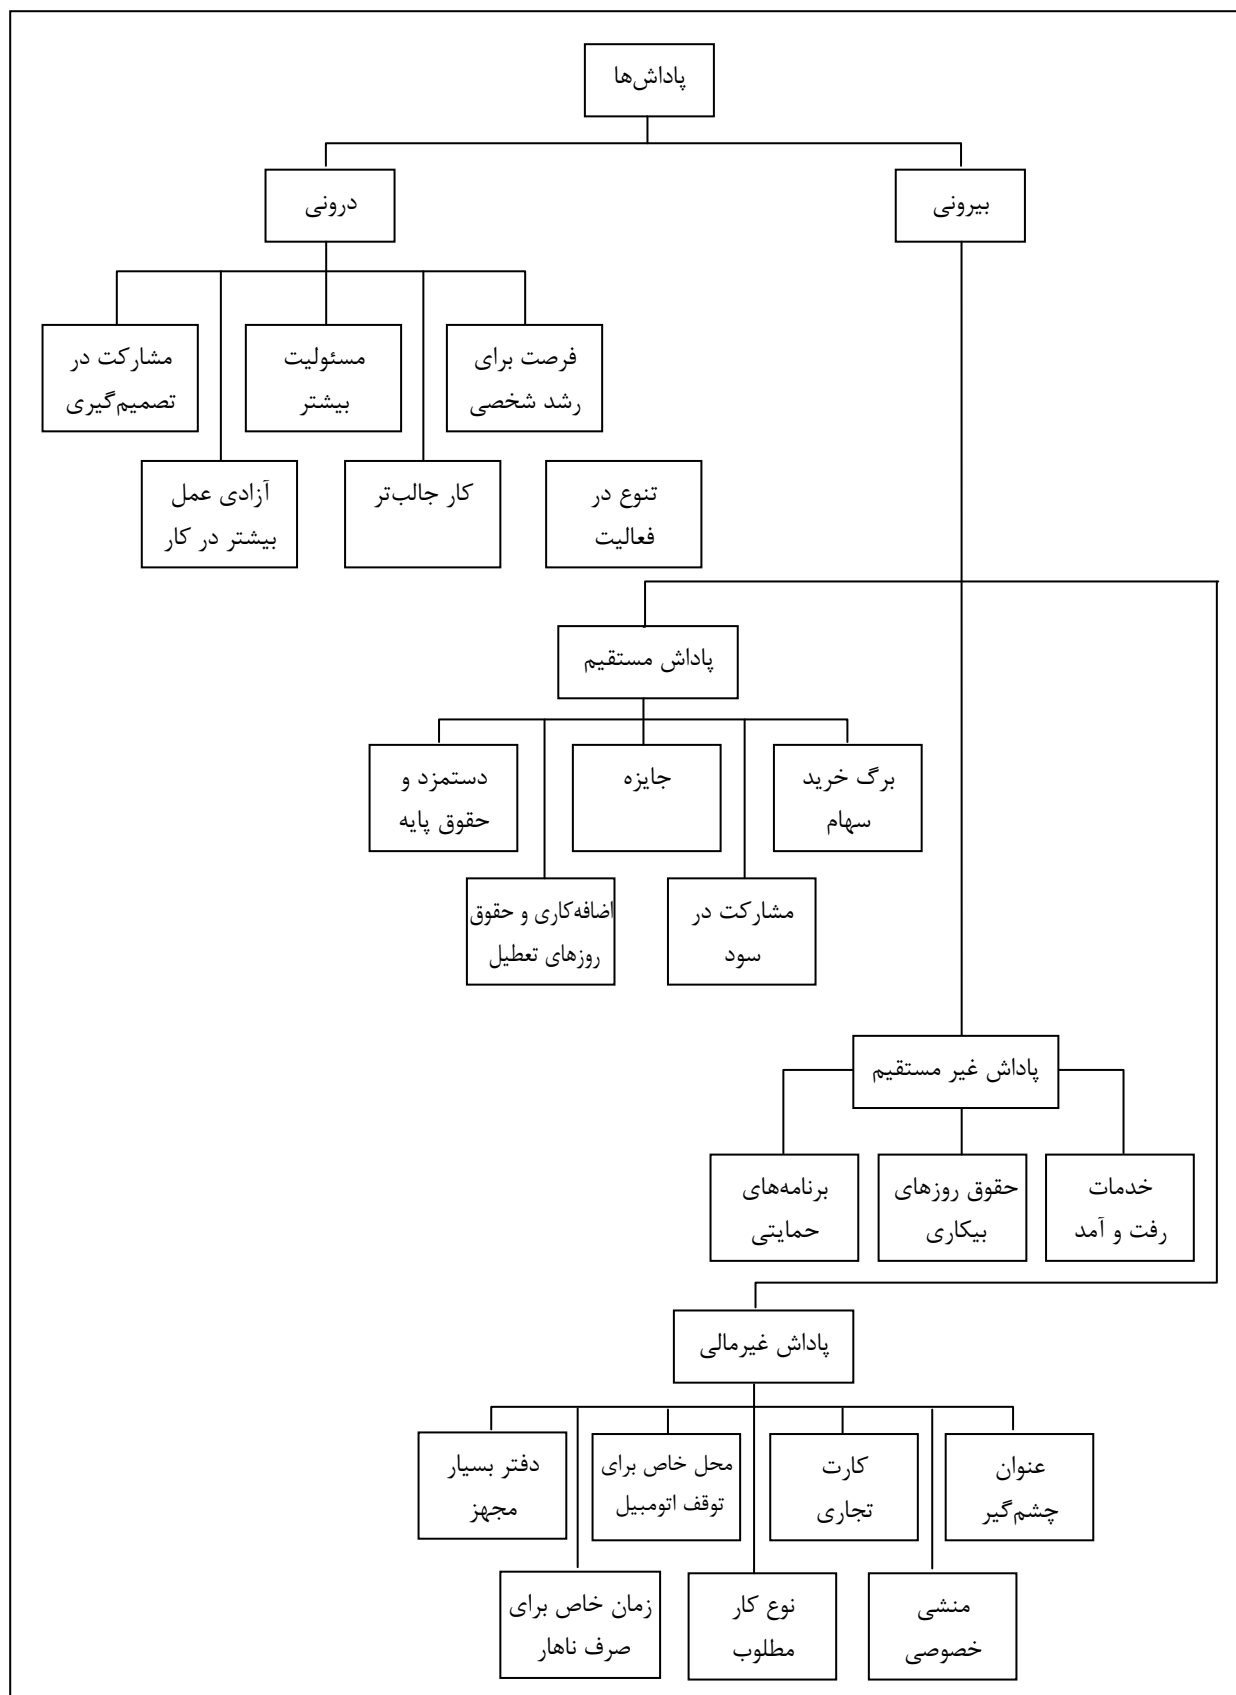 پاداش‌ها
بیرونی
درونی
فرصت برای
رشد شخصی
مسئولیت
بیشتر
مشارکت در
تصمیم‌گیری
تنوع در
فعالیت
کار جالب‌تر
آزادی عمل
بیشتر در کار
پاداش مستقیم
برگ خرید
سهام
جایزه
دستمزد و
حقوق پایه
مشارکت در
سود
اضافه‌کاری و حقوق
روزهای تعطیل
پاداش غیر مستقیم
خدمات
رفت و آمد
حقوق روزهای
بیکاری
برنامه‌های
حمایتی
پاداش غیرمالی
عنوان
چشم‌گیر
کارت
تجاری
محل خاص برای
توقف اتومبیل
دفتر بسیار
مجهز
منشی
خصوصی
نوع کار
مطلوب
زمان خاص برای
صرف ناهار